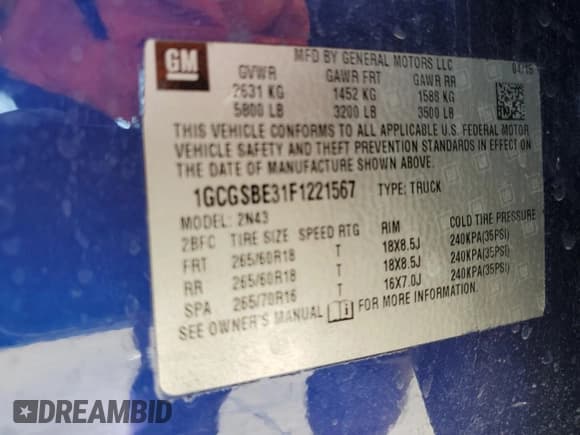 GM
MFD BY GENERAL MOTORS LLC
04/15
GVWR GAWR FRT GAWR RR
2631 KG 1452 KG 1588 KG
5800 LB 3200 LB 3500 LB
THIS VEHICLE CONFORMS TO ALL APPLICABLE U.S. FEDERAL MOTOR
VEHICLE SAFETY AND THEFT PREVENTION STANDARDS IN EFFECT ON
THE DATE OF MANUFACTURE SHOWN ABOVE.
1GCGSBE31F1221567 TYPE: TRUCK
MODEL: 2N43
2BFC TIRE SIZE SPEED RTG RIM COLD TIRE PRESSURE
FRT 265/60R18 T 18X8.5J 240KPA(35PSI)
RR 265/60R18 T 18X8.5J 240KPA(35PSI)
SPA 265/70R16 T 16X7.0J 240KPA(35PSI)
SEE OWNER'S MANUAL FOR MORE INFORMATION.
DREAMBID